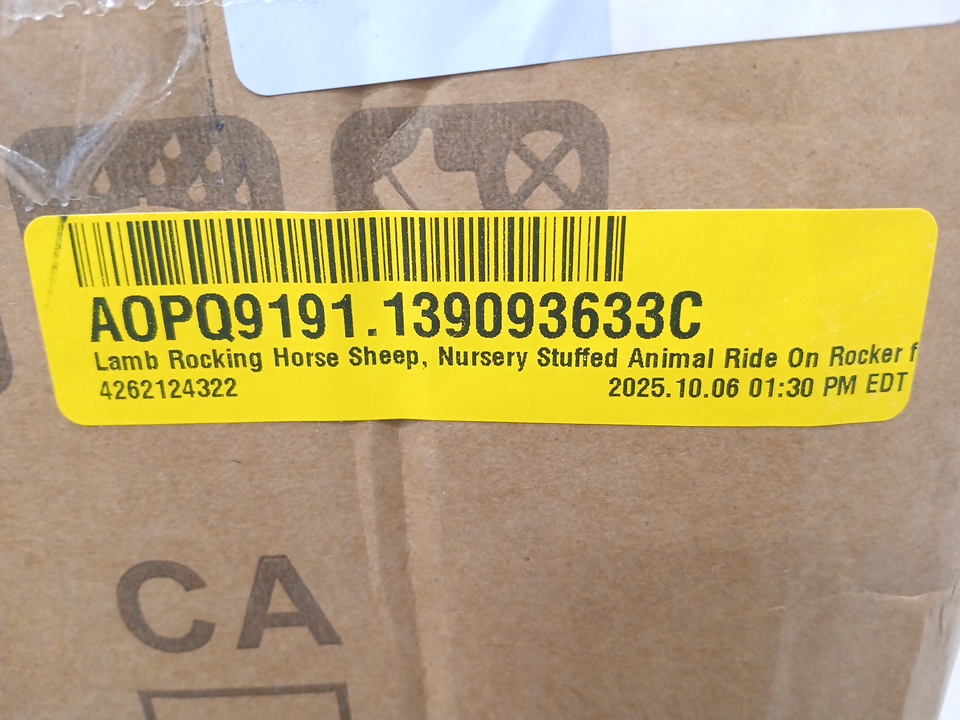 AOPQ9191.139093633C
Lamb Rocking Horse Sheep, Nursery Stuffed Animal Ride On Rocker f
4262124322 2025.10.06 01:30 PM EDT
CA